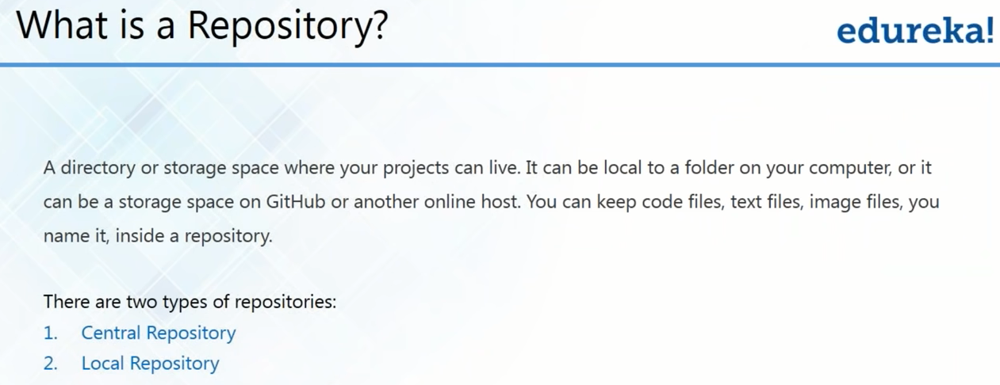 What is a Repository?
edureka!
A directory or storage space where your projects can live. It can be local to a folder on your computer, or it
can be a storage space on GitHub or another online host. You can keep code files, text files, image files, you
name it, inside a repository.
There are two types of repositories:
1. Central Repository
2. Local Repository